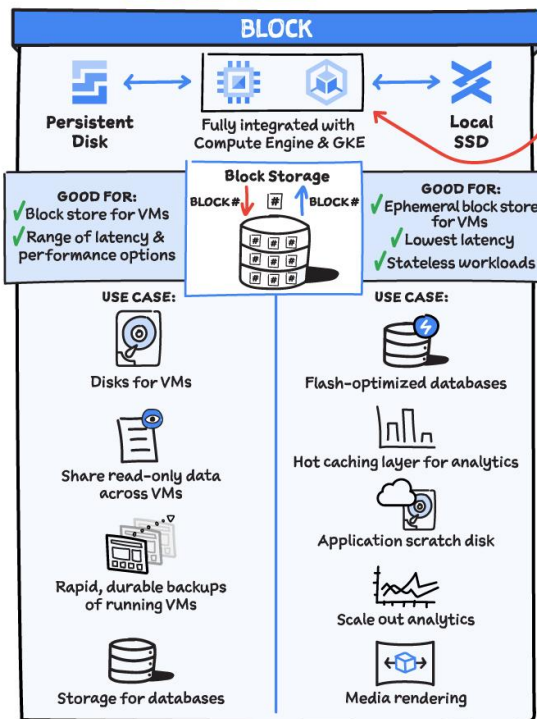 BLOCK
Persistent
Disk
Fully integrated with
Compute Engine & GKE
Local
SSD
Block Storage
BLOCK#
#
BLOCK#
# # #
# # #
# # #
GOOD FOR:
Block store for VMs
Range of latency &
performance options
GOOD FOR:
Ephemeral block store
for VMs
Lowest latency
Stateless workloads
USE CASE:
Disks for VMs
Share read-only data
across VMs
Rapid, durable backups
of running VMs
Storage for databases
USE CASE:
Flash-optimized databases
Hot caching layer for analytics
Application scratch disk
Scale out analytics
Media rendering